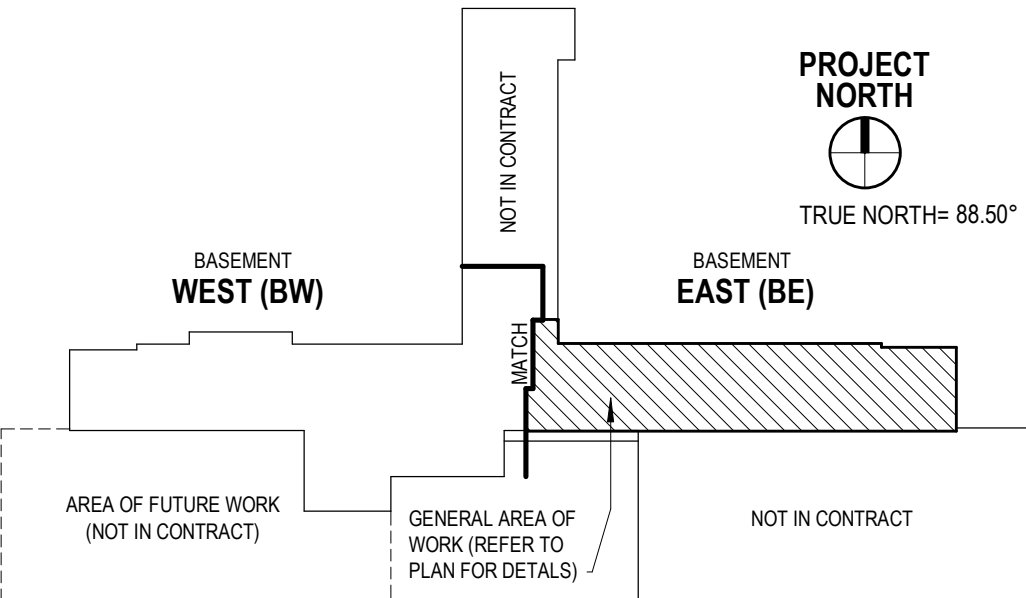 PROJECT
NORTH
TRUE NORTH= 88.50°
NOT IN CONTRACT
BASEMENT
WEST (BW)
BASEMENT
EAST (BE)
MATCH
AREA OF FUTURE WORK
(NOT IN CONTRACT)
GENERAL AREA OF
WORK (REFER TO
PLAN FOR DETALS)
NOT IN CONTRACT